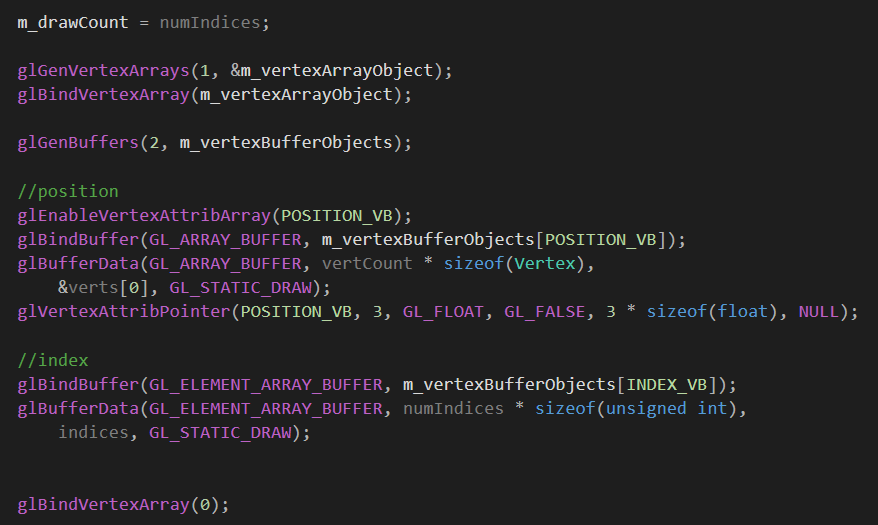 m_drawCount = numIndices;
glGenVertexArrays(1, &m_vertexArrayObject);
glBindVertexArray(m_vertexArrayObject);
glGenBuffers(2, m_vertexBufferObjects);
//position
glEnableVertexAttribArray(POSITION_VB);
glBindBuffer(GL_ARRAY_BUFFER, m_vertexBufferObjects[POSITION_VB]);
glBufferData(GL_ARRAY_BUFFER, vertCount * sizeof(Vertex),
&verts[0], GL_STATIC_DRAW);
glVertexAttribPointer(POSITION_VB, 3, GL_FLOAT, GL_FALSE, 3 * sizeof(float), NULL);
//index
glBindBuffer(GL_ELEMENT_ARRAY_BUFFER, m_vertexBufferObjects[INDEX_VB]);
glBufferData(GL_ELEMENT_ARRAY_BUFFER, numIndices * sizeof(unsigned int),
indices, GL_STATIC_DRAW);
glBindVertexArray(0);